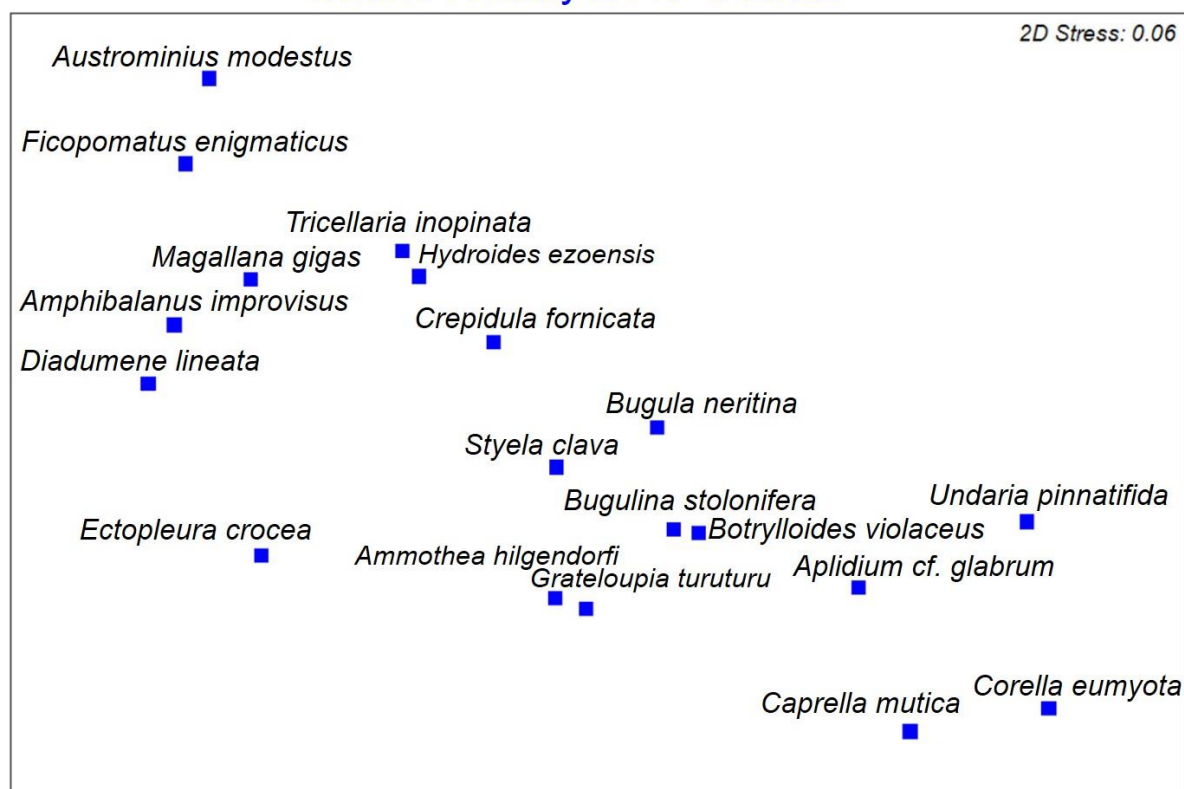 2D Stress: 0.06
Austrominius modestus
Ficopomatus enigmaticus
Tricellaria inopinata
Magallana gigas
Hydroides ezoensis
Amphibalanus improvisus
Crepidula fornicata
Diadumene lineata
Bugula neritina
Styela clava
Bugulina stolonifera
Undaria pinnatifida
Ectopleura crocea
Botrylloides violaceus
Ammothea hilgendorfi
Aplidium cf. glabrum
Grateloupia turuturu
Corella eumyota
Caprella mutica